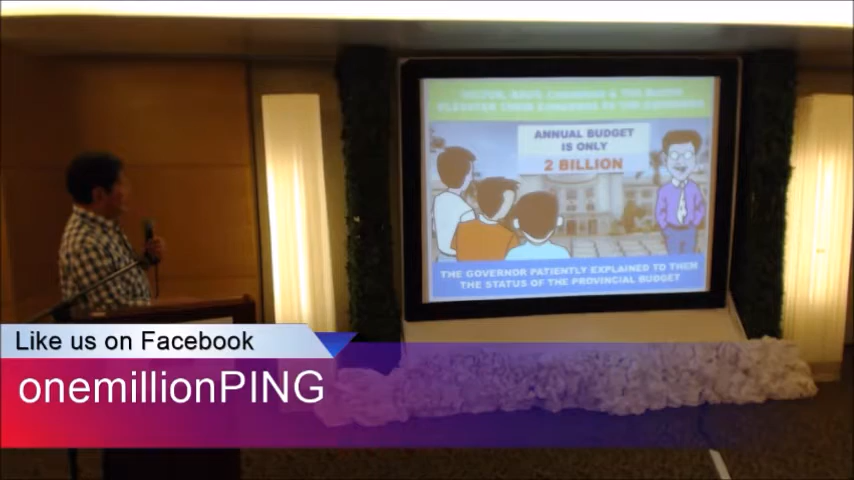 ANNUAL BUDGET
IS ONLY
2 BILLION
THE GOVERNOR PATIENTLY EXPLAINED TO THEM
THE STATUS OF THE PROVINCIAL BUDGET
Like us on Facebook
onemillionPING